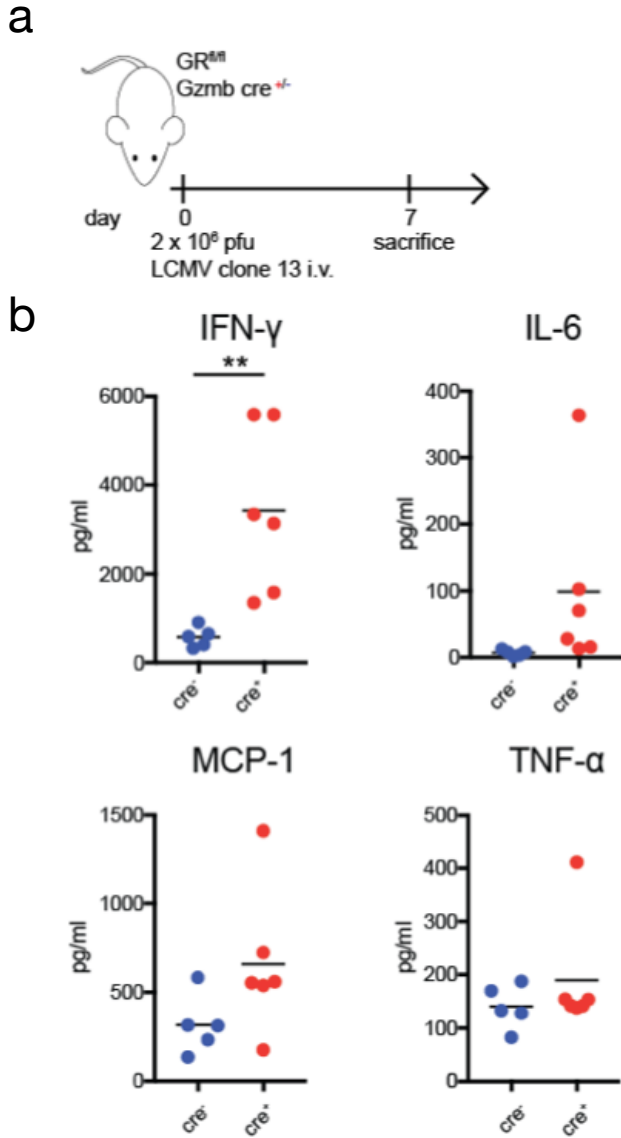 a
GRfl/fl
Gzmb cre +/-
day 0 7
2 x 10⁶ pfu sacrifice
LCMV clone 13 i.v.
b
IFN-γ
**
6000
4000
2000
0
pg/ml
cre-
cre+
IL-6
400
300
200
100
0
pg/ml
cre-
cre+
MCP-1
1500
1000
500
0
pg/ml
cre-
cre+
TNF-α
500
400
300
200
100
0
pg/ml
cre-
cre+